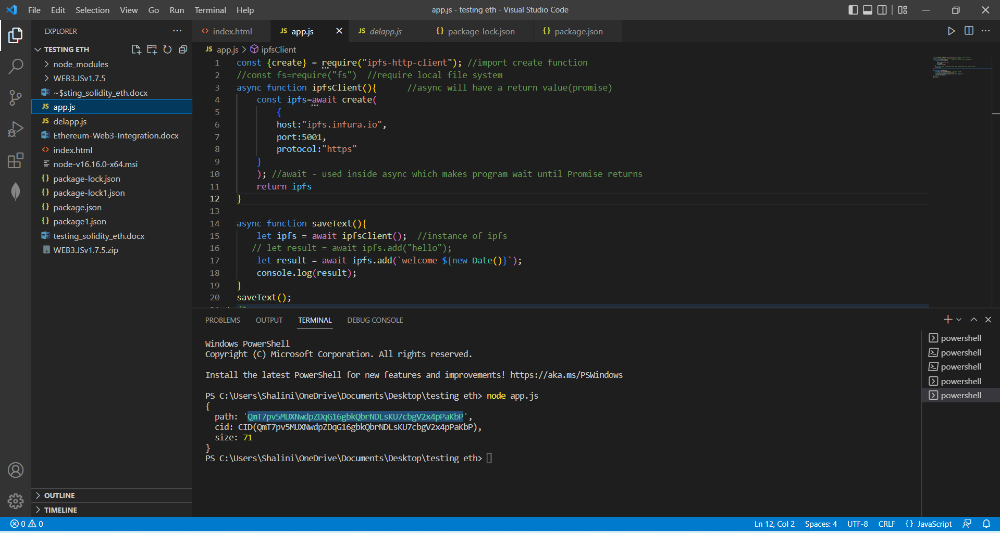 File Edit Selection View Go Run Terminal Help
app.js - testing eth - Visual Studio Code
EXPLORER
TESTING ETH
node_modules
WEB3.JSv1.7.5
~$sting_solidity_eth.docx
JS app.js
JS delapp.js
Ethereum-Web3-Integration.docx
<> index.html
node-v16.16.0-x64.msi
{} package-lock.json
{} package-lock1.json
{} package.json
{} package1.json
testing_solidity_eth.docx
WEB3.JSv1.7.5.zip
OUTLINE
TIMELINE
<> index.html
JS app.js
JS delapp.js
{} package-lock.json
{} package.json
JS app.js > ipfsClient
1 const {create} = require("ipfs-http-client"); //import create function
2 //const fs=require("fs")  //require local file system
3 async function ipfsClient(){      //async will have a return value(promise)
4     const ipfs=await create(
5         {
6         host:"ipfs.infura.io",
7         port:5001,
8         protocol:"https"
9     }
10     ); //await - used inside async which makes program wait until Promise returns
11     return ipfs
12 }
13
14 async function saveText(){
15     let ipfs = await ipfsClient();  //instance of ipfs
16    // let result = await ipfs.add("hello");
17     let result = await ipfs.add(`welcome ${new Date()}`);
18     console.log(result);
19 }
20 saveText();
PROBLEMS OUTPUT TERMINAL DEBUG CONSOLE
Windows PowerShell
Copyright (C) Microsoft Corporation. All rights reserved.
Install the latest PowerShell for new features and improvements! https://aka.ms/PSWindows
PS C:\Users\Shalini\OneDrive\Documents\Desktop\testing eth> node app.js
{
  path: 'QmT7pv5MUXNwdpZDqG16gbkQbrNDLsKU7cbgV2x4pPaKbP',
  cid: CID(QmT7pv5MUXNwdpZDqG16gbkQbrNDLsKU7cbgV2x4pPaKbP),
  size: 71
}
PS C:\Users\Shalini\OneDrive\Documents\Desktop\testing eth>
powershell
powershell
powershell
powershell
powershell
0 0
Ln 12, Col 2 Spaces: 4 UTF-8 CRLF {} JavaScript